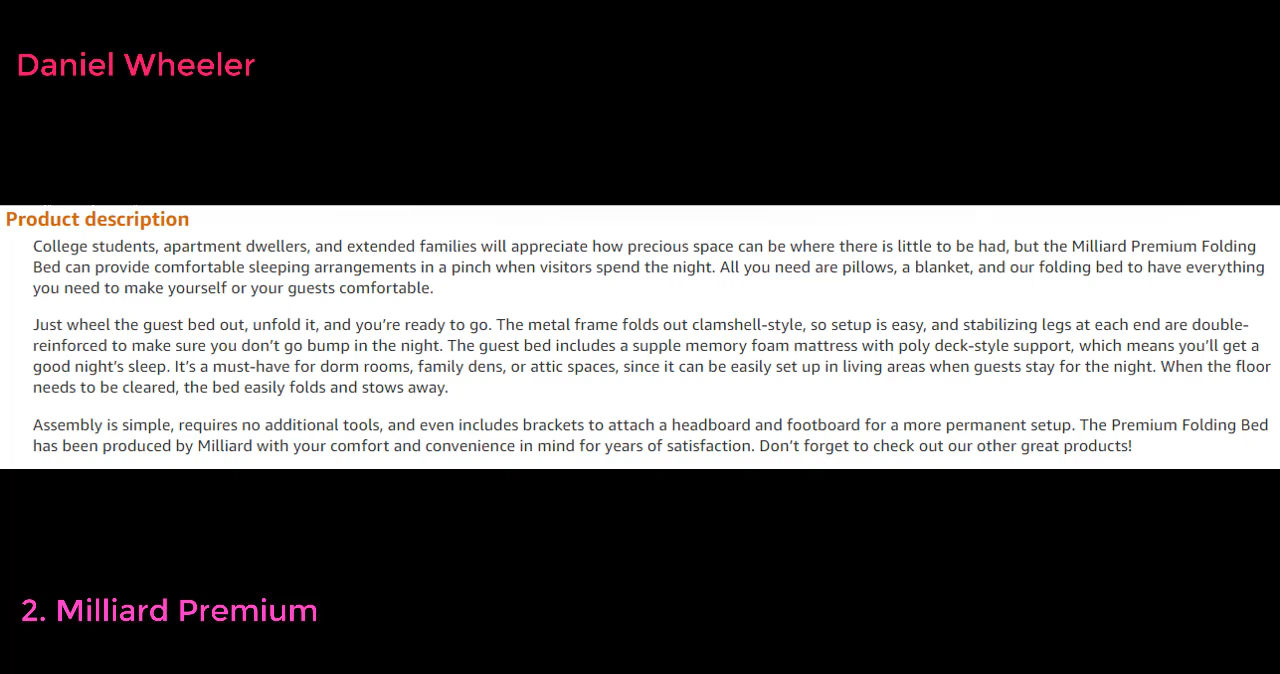 Daniel Wheeler
Product description
College students, apartment dwellers, and extended families will appreciate how precious space can be where there is little to be had, but the Milliard Premium Folding
Bed can provide comfortable sleeping arrangements in a pinch when visitors spend the night. All you need are pillows, a blanket, and our folding bed to have everything
you need to make yourself or your guests comfortable.
Just wheel the guest bed out, unfold it, and you're ready to go. The metal frame folds out clamshell-style, so setup is easy, and stabilizing legs at each end are double-
reinforced to make sure you don't go bump in the night. The guest bed includes a supple memory foam mattress with poly deck-style support, which means you'll get a
good night's sleep. It's a must-have for dorm rooms, family dens, or attic spaces, since it can be easily set up in living areas when guests stay for the night. When the floor
needs to be cleared, the bed easily folds and stows away.
Assembly is simple, requires no additional tools, and even includes brackets to attach a headboard and footboard for a more permanent setup. The Premium Folding Bed
has been produced by Milliard with your comfort and convenience in mind for years of satisfaction. Don't forget to check out our other great products!
2. Milliard Premium